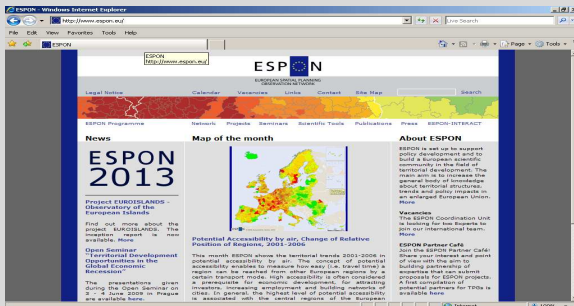 ESPON - Windows Internet Explorer
http://www.espon.eu/
Live Search
File Edit View Favorites Tools Help
ESPON
Page Tools
ESPON
http://www.espon.eu/
ESPON
EUROPEAN SPATIAL PLANNING
OBSERVATION NETWORK
Legal Notice Calendar Vacancies Links Contact Site Map Search
ESPON Programme Network Projects Seminars Scientific Tools Publications Press ESPON-INTERACT
News
ESPON
2013
Project EUROISLANDS -
Observatory of the
European Islands
Find out more about the
project EUROISLANDS. The
inception report is now
available. More
Open Seminar
"Territorial Development
Opportunities in the
Global Economic
Recession"
The presentations given
during the Open Seminar on
3 - 4 June 2009 in Prague
are available here.
Map of the month
Potential Accessibility by air, Change of Relative
Position of Regions, 2001-2006
This month ESPON shows the territorial trends 2001-2006 in
potential accessibility by air. The concept of potential
accessibility enables to measure how easy (i.e. travel time) a
region can be reached from other European regions by a
certain transport mode. High accessibility is often considered
a prerequisite for economic development, for attracting
investors, increasing employment and building networks of
cities. In general, the highest level of potential accessibility
is associated with the central regions of the European
About ESPON
ESPON is set up to support
policy development and to
build a European scientific
community in the field of
territorial development. The
main aim is to increase the
general body of knowledge
about territorial structures,
trends and policy impacts in
an enlarged European Union.
More
Vacancies
The ESPON Coordination Unit
is looking for two Experts to
join our international team.
More
ESPON Partner Café
Join the ESPON Partner Café!
Share your interest and point
of view with the aim to
building partnering of
expertise that can submit
proposals for ESPON projects.
A first compilation of
potential partners for TPGs is
available here
Internet 100%